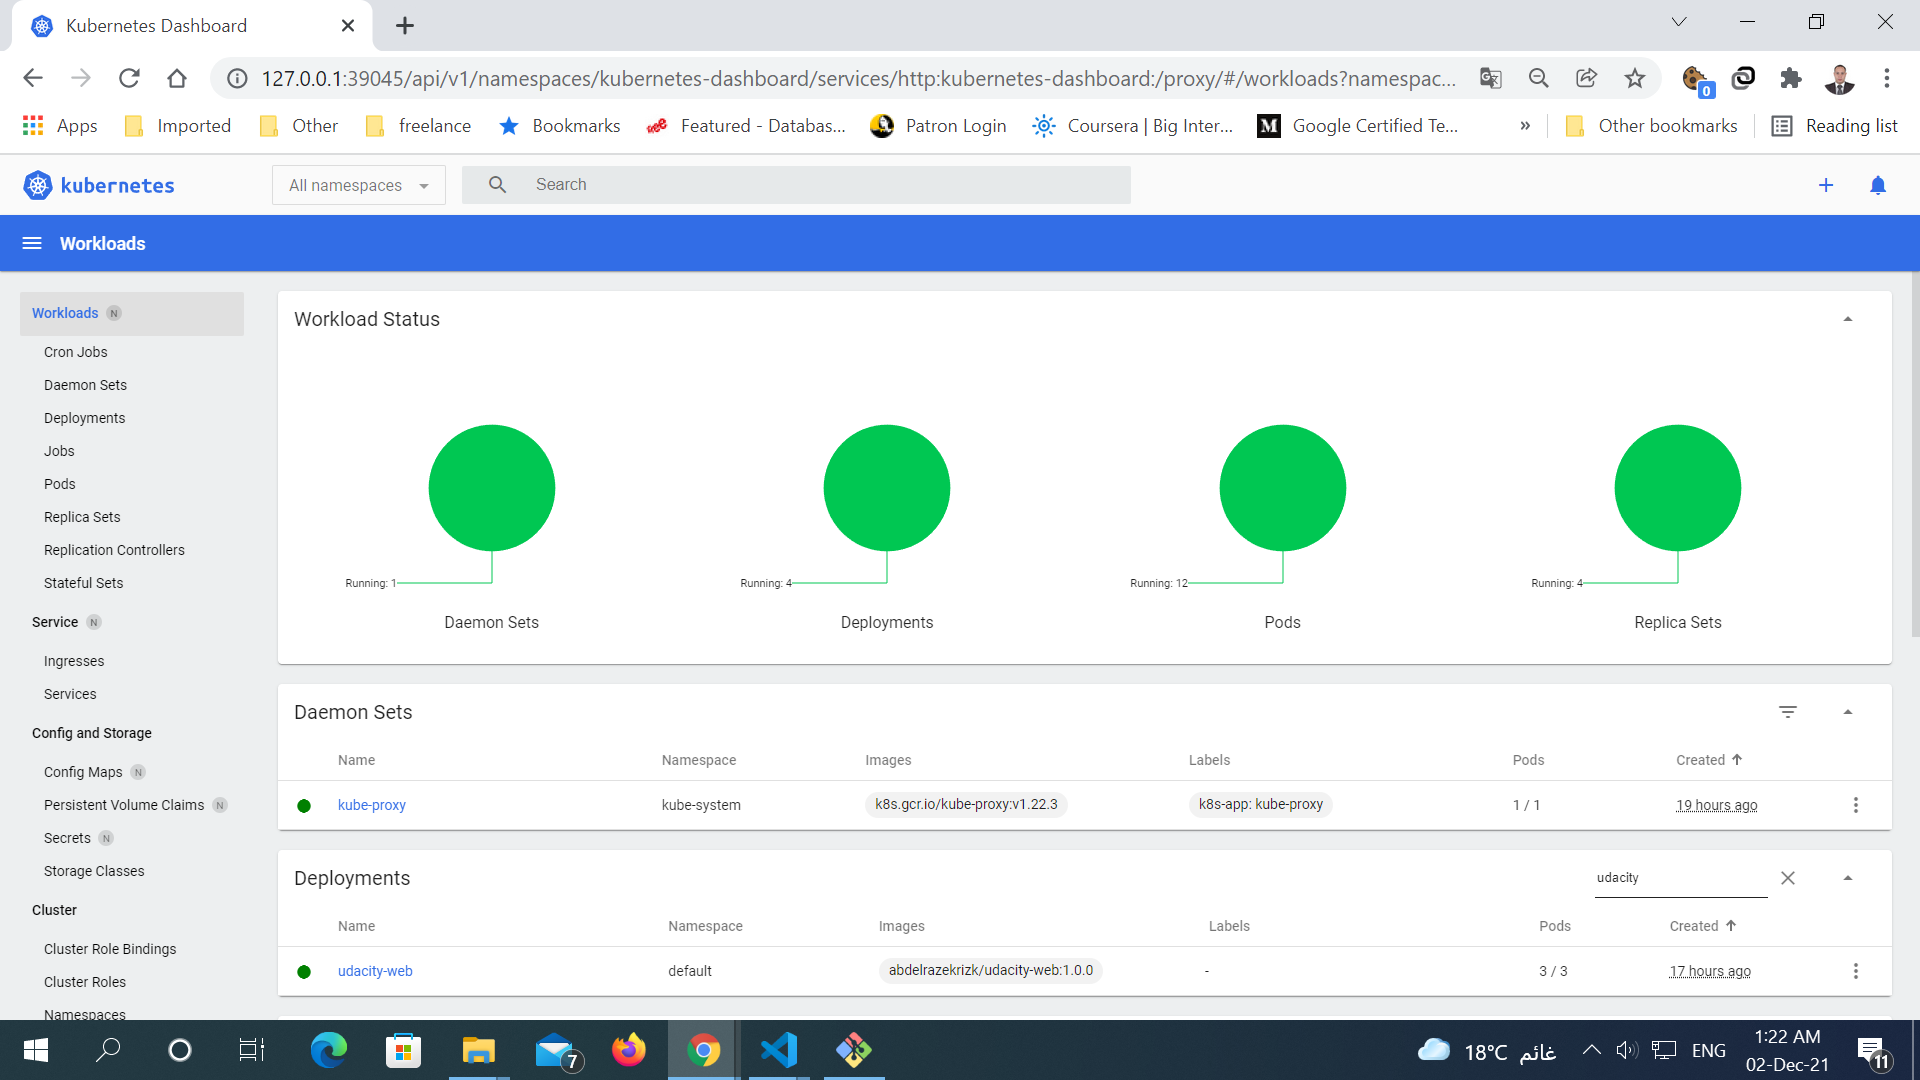 Kubernetes Dashboard
127.0.0.1:39045/api/v1/namespaces/kubernetes-dashboard/services/http:kubernetes-dashboard:/proxy/#/workloads?namespac...
0
Apps Imported Other freelance Bookmarks Featured - Databas... Patron Login Coursera | Big Inter... M Google Certified Te... » Other bookmarks Reading list
kubernetes All namespaces Search
Workloads
Workloads N
Cron Jobs
Daemon Sets
Deployments
Jobs
Pods
Replica Sets
Replication Controllers
Stateful Sets
Service N
Ingresses
Services
Config and Storage
Config Maps N
Persistent Volume Claims N
Secrets N
Storage Classes
Cluster
Cluster Role Bindings
Cluster Roles
Namespaces
Workload Status
Running: 1 Running: 4 Running: 12 Running: 4
Daemon Sets Deployments Pods Replica Sets
Daemon Sets
Name Namespace Images Labels Pods Created
kube-proxy kube-system k8s.gcr.io/kube-proxy:v1.22.3 k8s-app: kube-proxy 1 / 1 19 hours ago
Deployments udacity
Name Namespace Images Labels Pods Created
udacity-web default abdelrazekrizk/udacity-web:1.0.0 - 3 / 3 17 hours ago
7
18°C غائم
ENG
1:22 AM
02-Dec-21
11